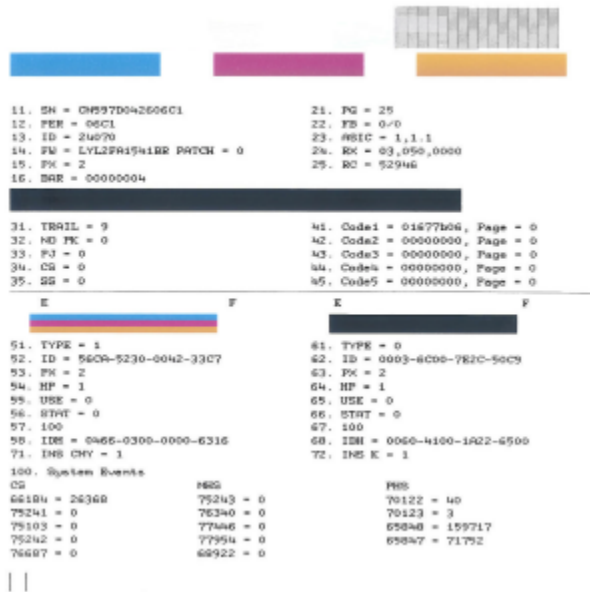 11. SN = CN597D042606C1
12. PER = 06C1
13. ID = 24070
14. FW = LYL2FA1541BR PATCH = 0
15. PX = 2
16. BAR = 00000004
21. PG = 25
22. FB = 0/0
23. ASIC = 1,1.1
24. RX = 03,050,0000
25. RC = 52946
31. TRAIL = 9
32. NO PK = 0
33. PJ = 0
34. CS = 0
35. SS = 0
41. Code1 = 01677b06, Page = 0
42. Code2 = 00000000, Page = 0
43. Code3 = 00000000, Page = 0
44. Code4 = 00000000, Page = 0
45. Code5 = 00000000, Page = 0
E F
E F
51. TYPE = 1
52. ID = 56CA-5230-0042-33C7
53. PX = 2
54. HP = 1
55. USE = 0
56. STAT = 0
57. 100
58. IDH = 0466-0300-0000-6316
71. INS CMY = 1
61. TYPE = 0
62. ID = 0003-6C00-7E2C-50C9
63. PX = 2
64. HP = 1
65. USE = 0
66. STAT = 0
67. 100
68. IDH = 0060-4100-1A22-6500
72. INS K = 1
100. System Events
CS
66184 = 26368
75241 = 0
75103 = 0
75242 = 0
76687 = 0
75243 = 0
76340 = 0
77446 = 0
77954 = 0
68922 = 0
70122 = 40
70123 = 3
65848 = 159717
65847 = 71752